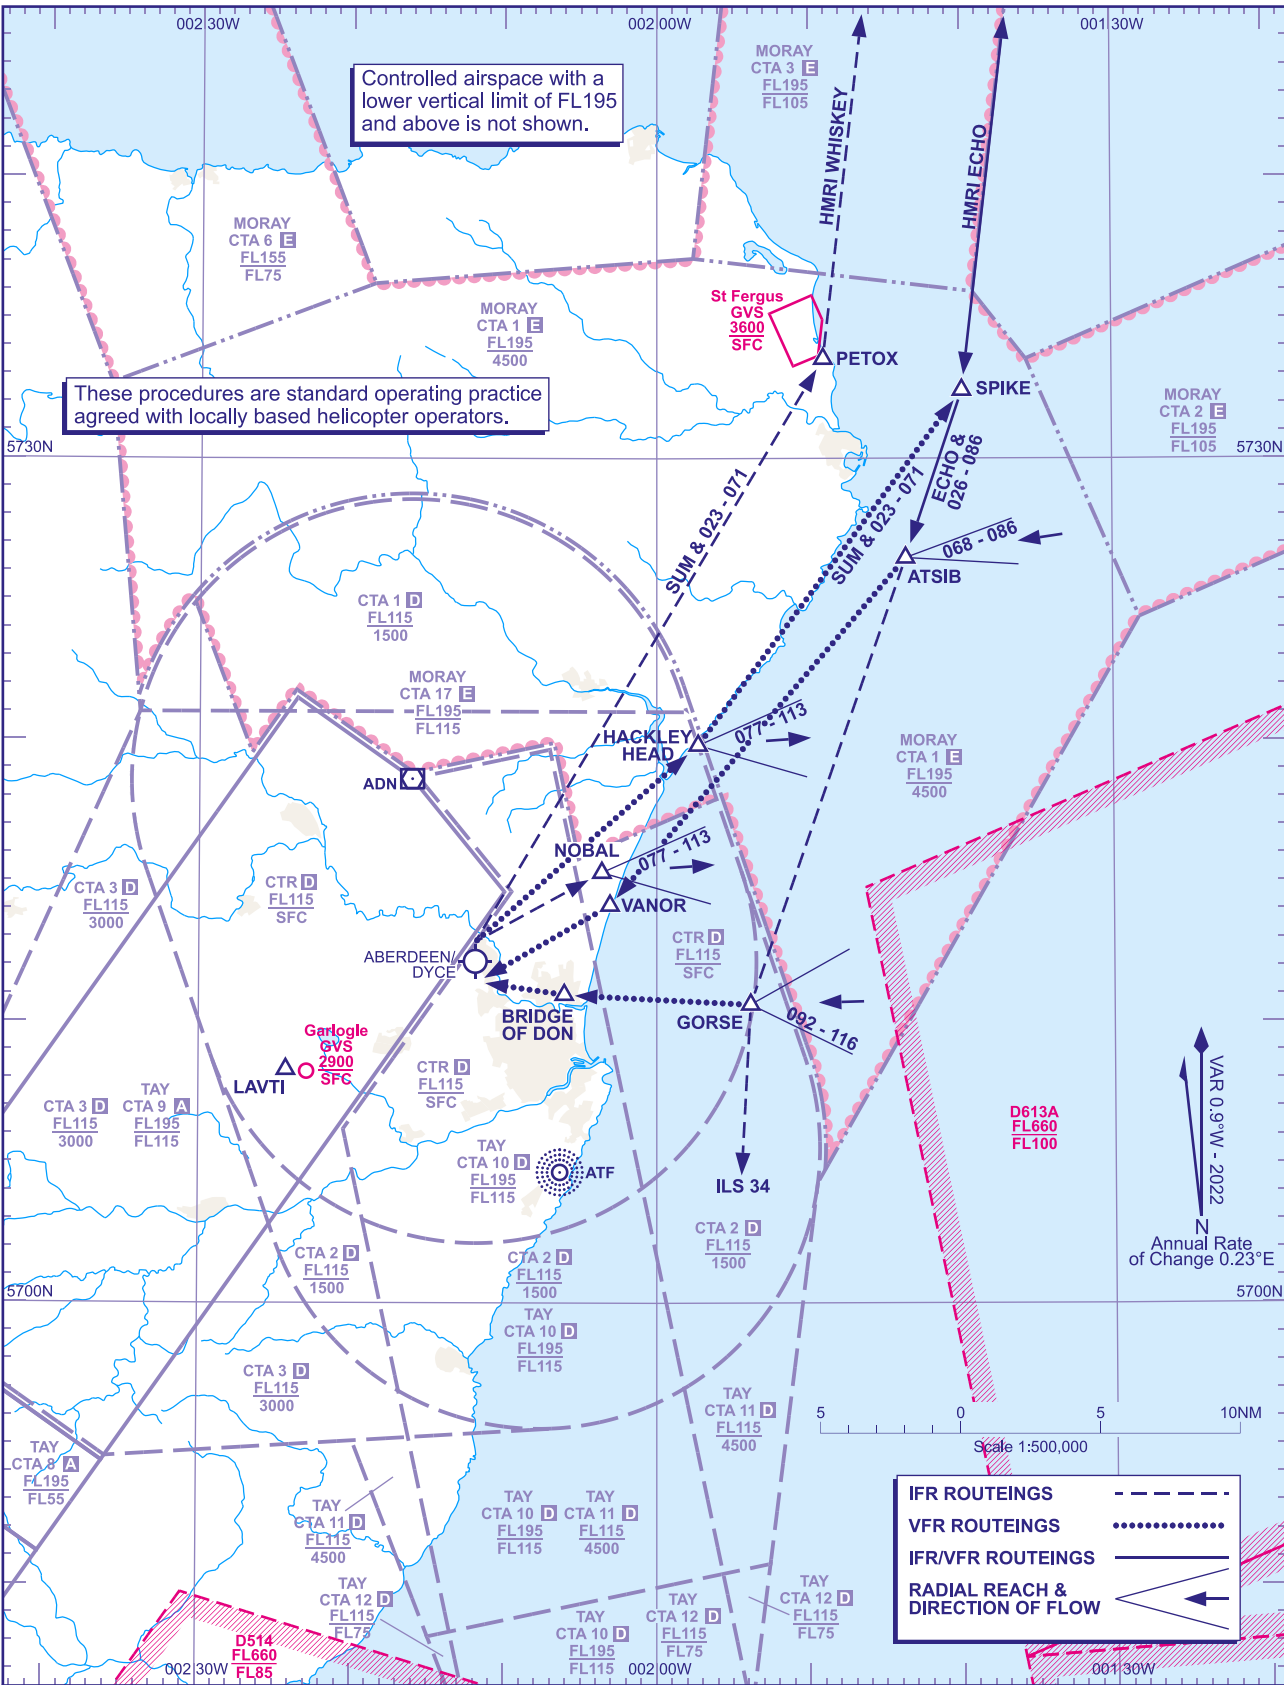 002 30W
002 00W
001 30W
Controlled airspace with a
lower vertical limit of FL195
and above is not shown.
MORAY
CTA 3 E
FL195
FL105
HMRI WHISKEY
HMRI ECHO
MORAY
CTA 6 E
FL155
FL75
MORAY
CTA 1 E
FL195
4500
St Fergus
GVS
3600
SFC
PETOX
SPIKE
These procedures are standard operating practice
agreed with locally based helicopter operators.
MORAY
CTA 2 E
FL195
FL105
5730N
5730N
SUM & 023 - 071
SUM & 023 - 071
ECHO &
026 - 086
068 - 086
ATSIB
CTA 1 D
FL115
1500
MORAY
CTA 17 E
FL195
FL115
HACKLEY
HEAD
077 - 113
MORAY
CTA 1 E
FL195
4500
ADN
NOBAL
077 - 113
VANOR
CTA 3 D
FL115
3000
CTR D
FL115
SFC
ABERDEEN/
DYCE
CTR D
FL115
SFC
BRIDGE
OF DON
GORSE
092 - 116
Garlogie
GVS
2900
SFC
LAVTI
CTR D
FL115
SFC
CTA 3 D
FL115
3000
TAY
CTA 9 A
FL195
FL115
D613A
FL660
FL100
VAR 0.9°W - 2022
N
Annual Rate
of Change 0.23°E
TAY
CTA 10 D
FL195
FL115
ATF
ILS 34
CTA 2 D
FL115
1500
CTA 2 D
FL115
1500
CTA 2 D
FL115
1500
5700N
5700N
TAY
CTA 10 D
FL195
FL115
CTA 3 D
FL115
3000
TAY
CTA 11 D
FL115
4500
5 0 5 10NM
Scale 1:500,000
TAY
CTA 8 A
FL195
FL55
TAY
CTA 11 D
FL115
4500
TAY
CTA 10 D
FL195
FL115
TAY
CTA 11 D
FL115
4500
IFR ROUTEINGS
VFR ROUTEINGS
IFR/VFR ROUTEINGS
RADIAL REACH &
DIRECTION OF FLOW
TAY
CTA 12 D
FL115
FL75
TAY
CTA 10 D
FL195
FL115
TAY
CTA 12 D
FL115
FL75
TAY
CTA 12 D
FL115
FL75
D514
FL660
FL85
002 30W
002 00W
001 30W